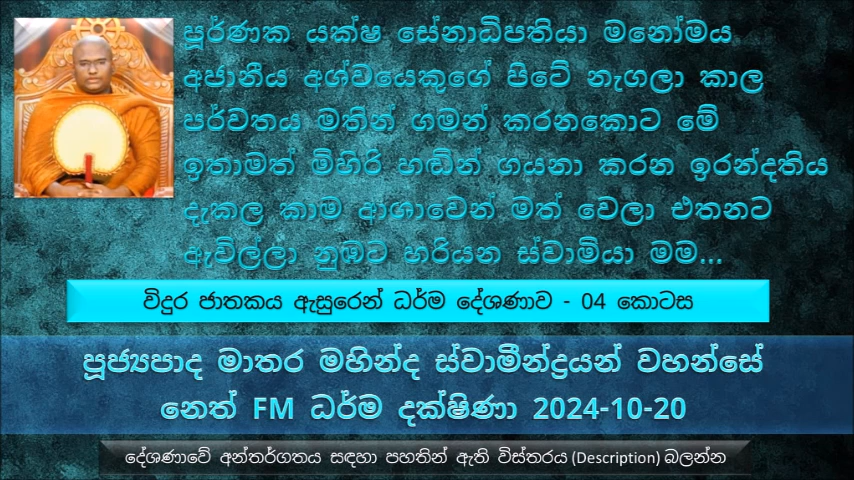 පූර්ණක යක්ෂ සේනාධිපතියා මනෝමය
අජානීය අශ්වයෙකුගේ පිටේ නැගලා කාල
පර්වතය මතින් ගමන් කරනකොට මේ
ඉතාමත් මිහිරි හඬින් ගයනා කරන ඉරන්දතිය
දැකල කාම ආශාවෙන් මත් වෙලා එතනට
ඇවිල්ලා නුඹට හරියන ස්වාමියා මම...
විදුර ජාතකය ඇසුරෙන් ධර්ම දේශණාව - 04 කොටස
පූජ්‍යපාද මාතර මහින්ද ස්වාමීන්ද්‍රයන් වහන්සේ
නෙත් FM ධර්ම දක්ෂිණා 2024-10-20
දේශණාවේ අන්තර්ගතය සඳහා පහතින් ඇති විස්තරය (Description) බලන්න